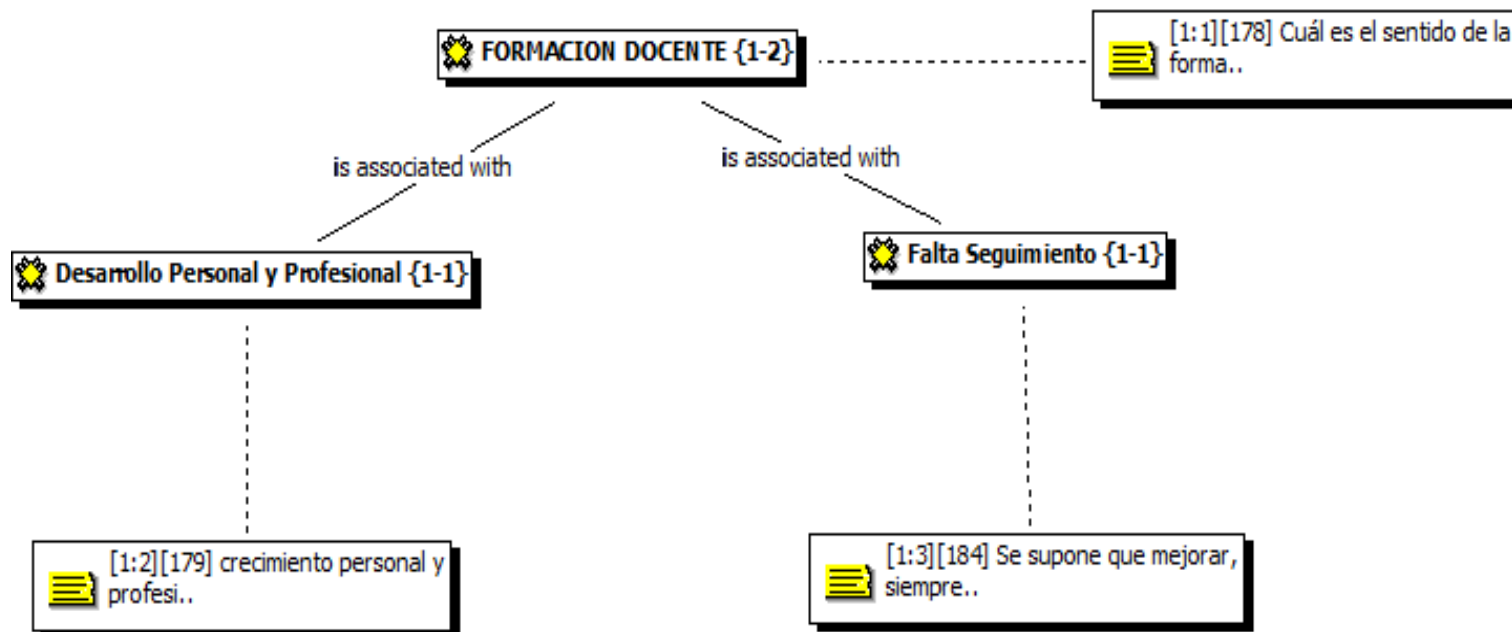 FORMACION DOCENTE {1-2}
[1:1][178] Cuál es el sentido de la
forma..
is associated with
is associated with
Desarrollo Personal y Profesional {1-1}
Falta Seguimiento {1-1}
[1:2][179] crecimiento personal y
profesi..
[1:3][184] Se supone que mejorar,
siempre..